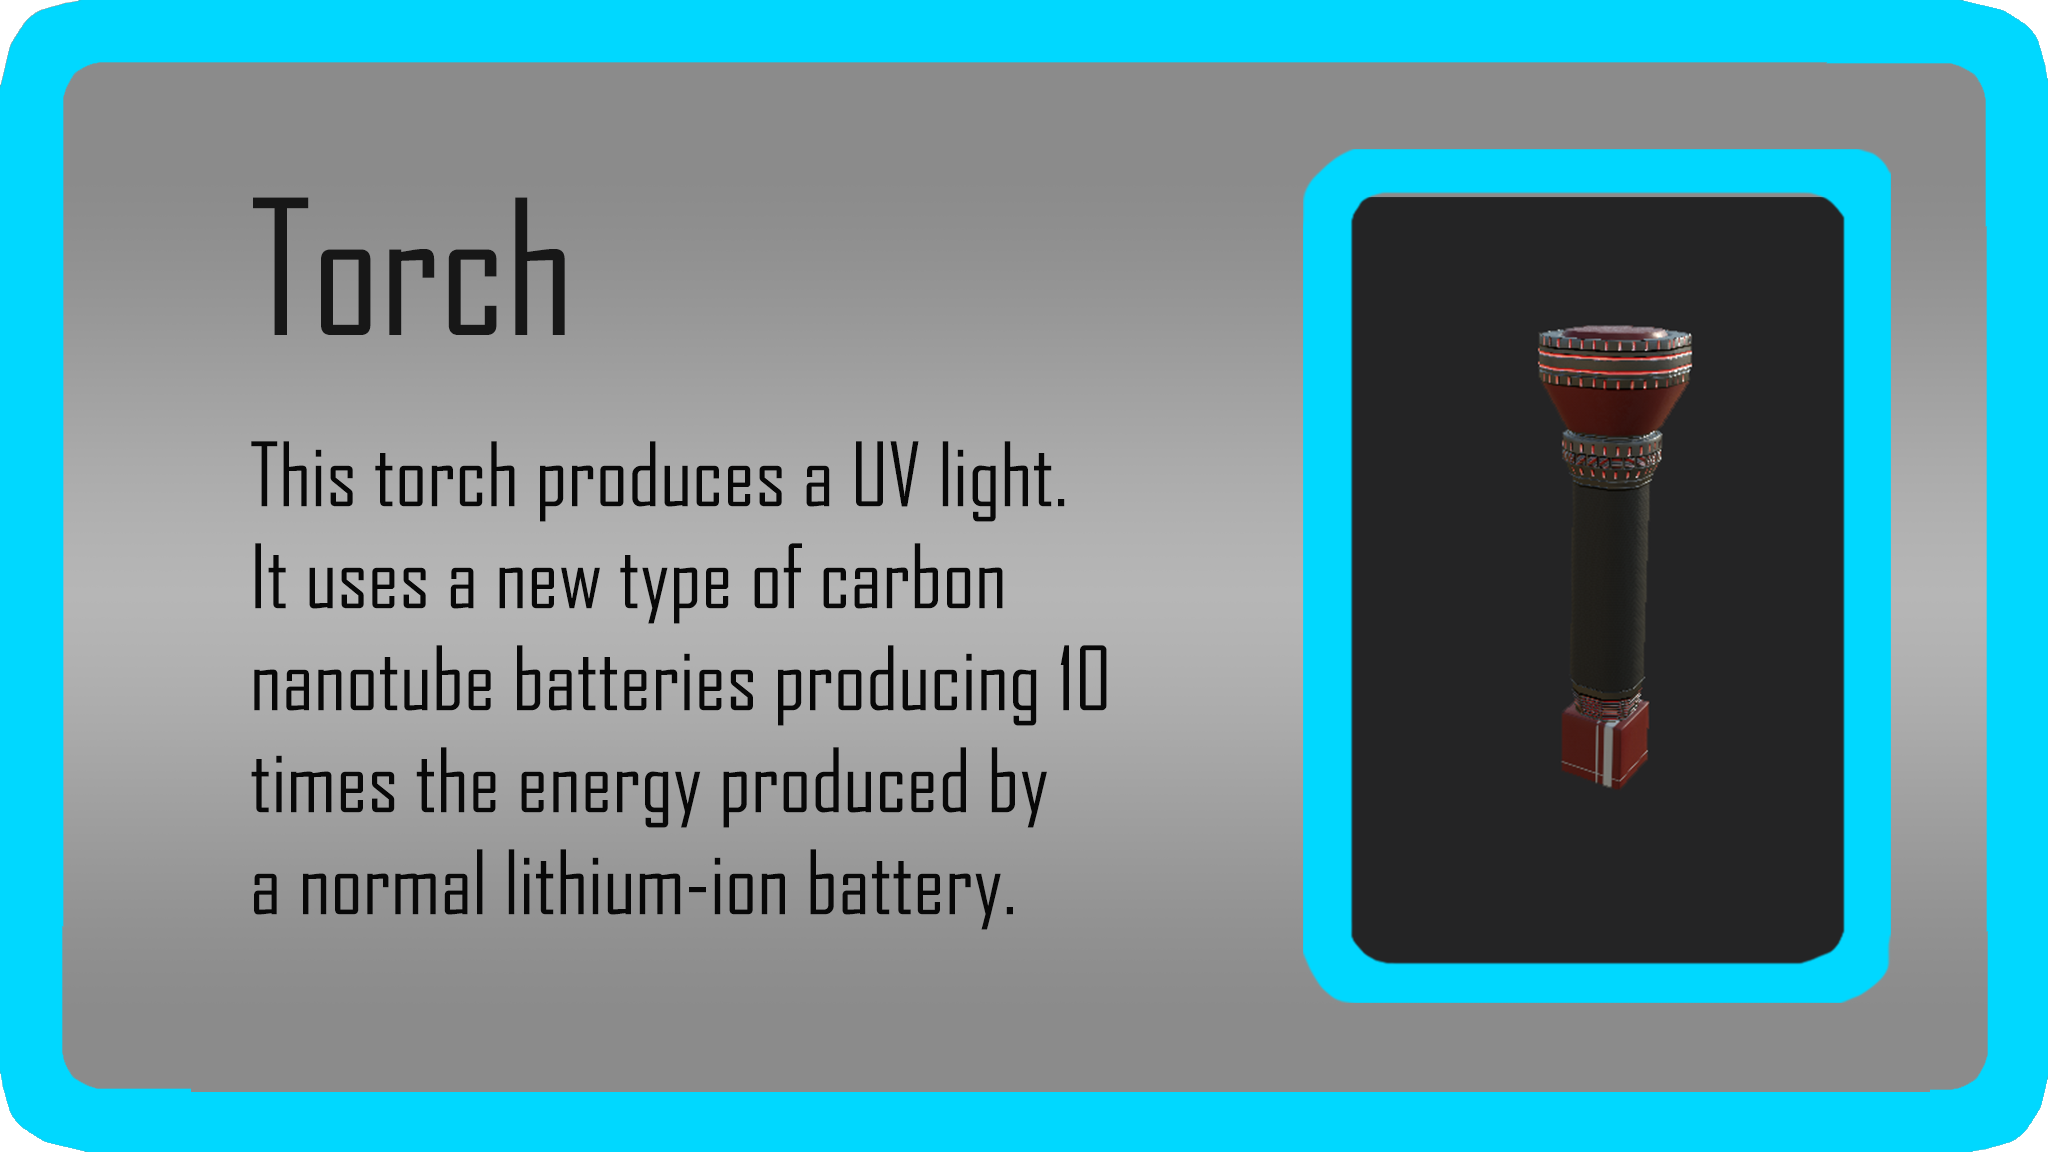 Torch
This torch produces a UV light.
It uses a new type of carbon
nanotube batteries producing 10
times the energy produced by
a normal lithium-ion battery.